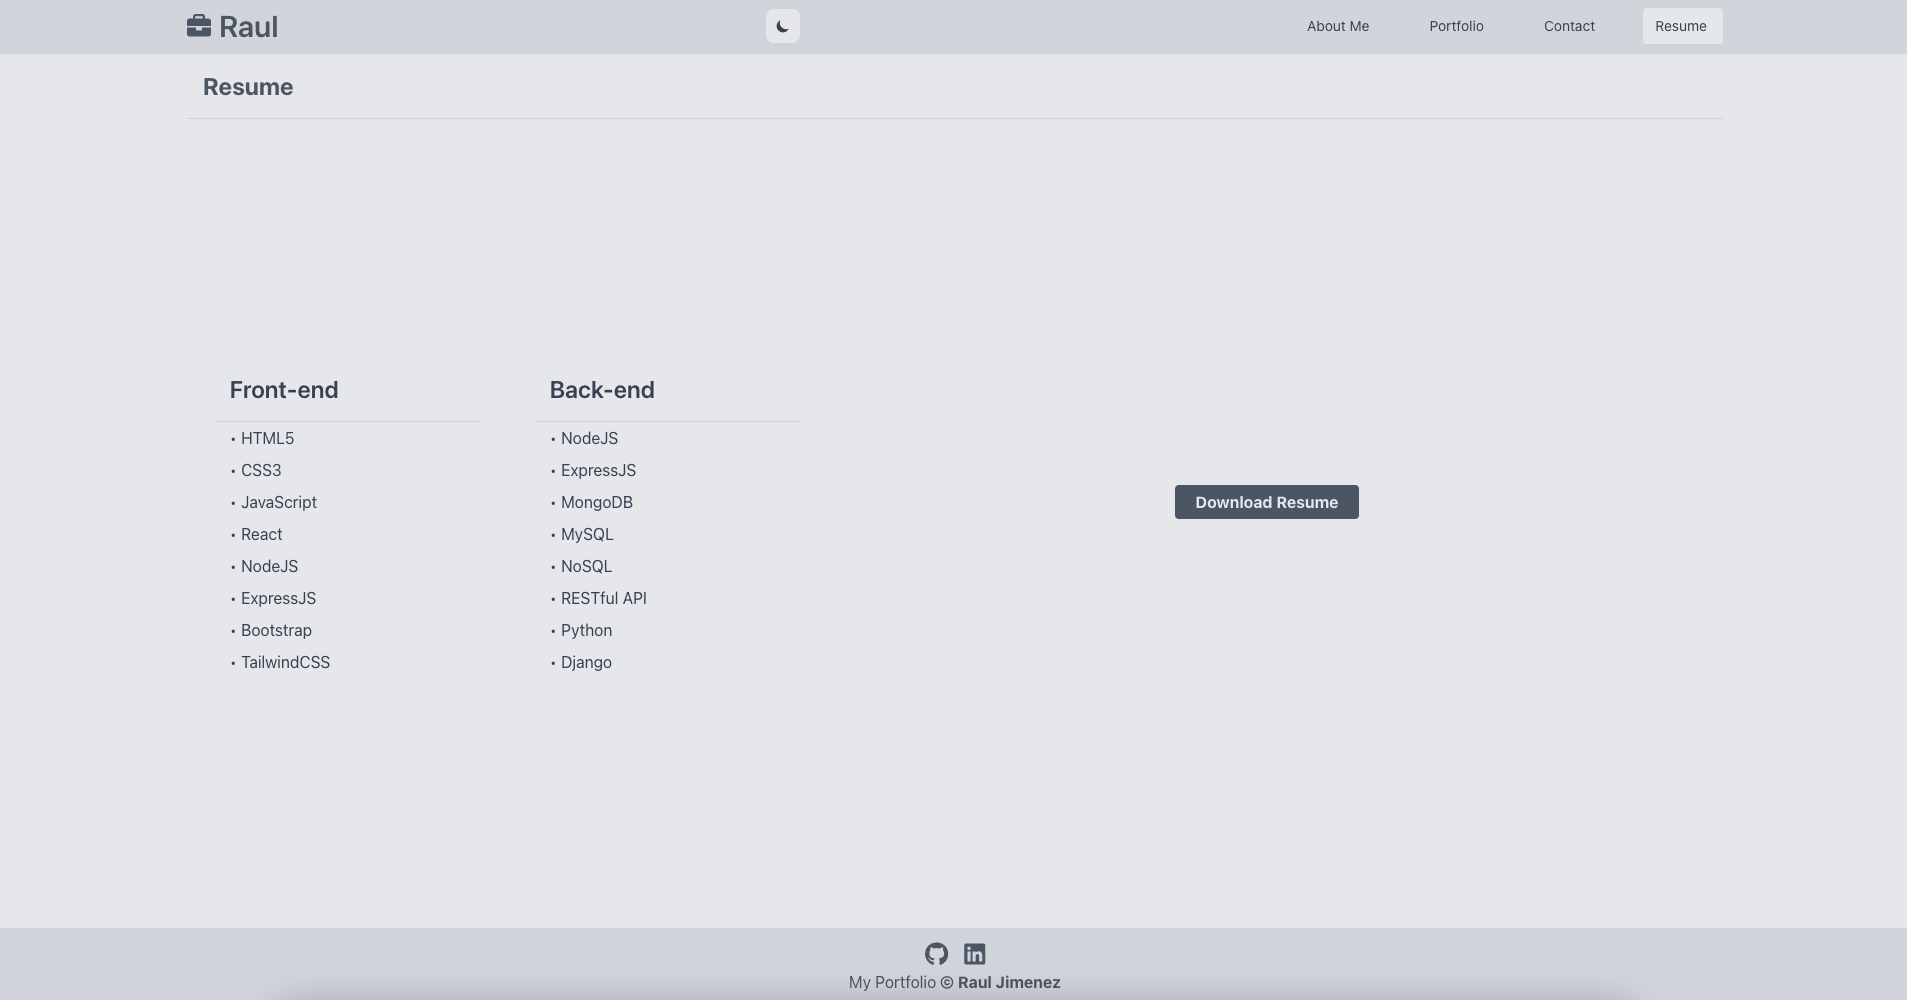 Raul
About Me
Portfolio
Contact
Resume
Resume
Front-end
• HTML5
• CSS3
• JavaScript
• React
• NodeJS
• ExpressJS
• Bootstrap
• TailwindCSS
Back-end
• NodeJS
• ExpressJS
• MongoDB
• MySQL
• NoSQL
• RESTful API
• Python
• Django
Download Resume
in
My Portfolio © Raul Jimenez